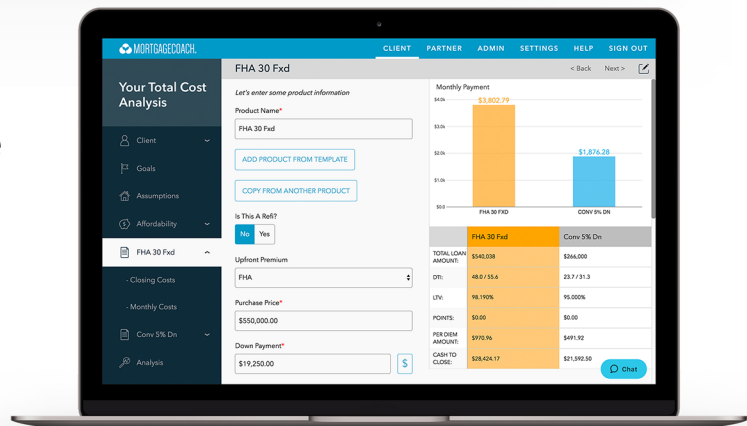 MORTGAGECOACH.
CLIENT PARTNER ADMIN SETTINGS HELP SIGN OUT
Your Total Cost
Analysis
Client
Goals
Assumptions
Affordability
FHA 30 Fxd
- Closing Costs
- Monthly Costs
Conv 5% Dn
Analysis
FHA 30 Fxd
< Back Next >
Let's enter some product information
Product Name*
FHA 30 Fxd
ADD PRODUCT FROM TEMPLATE
COPY FROM ANOTHER PRODUCT
Is This A Refi?
No Yes
Upfront Premium
FHA
Purchase Price*
$550,000.00
Down Payment*
$19,250.00 $
Monthly Payment
$4.0k
$3,802.79
$3.0k
$2.0k
$1,876.28
$1.0k
$0.0
FHA 30 FXD CONV 5% DN
FHA 30 Fxd Conv 5% Dn
TOTAL LOAN
AMOUNT: $540,038 $266,000
DTI: 48.0 / 55.6 23.7 / 31.3
LTV: 98.190% 95.000%
POINTS: $0.00 $0.00
PER DIEM
AMOUNT: $970.96 $491.92
CASH TO
CLOSE: $28,424.17 $21,592.50
Chat